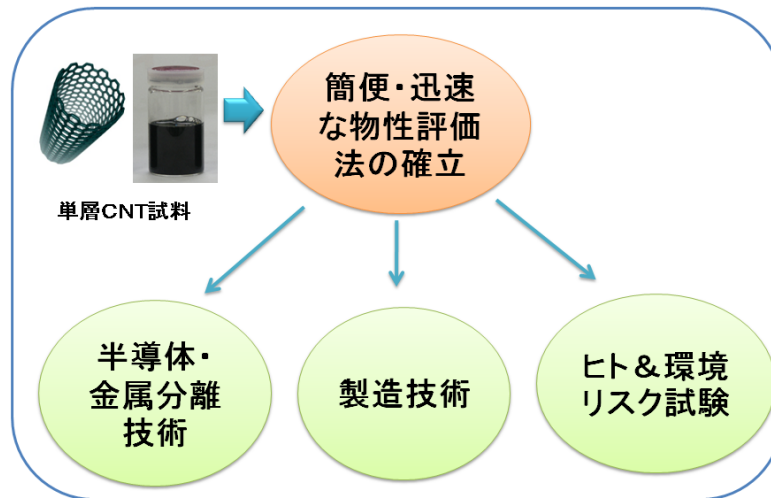 簡便・迅速
な物性評価
法の確立
単層CNT試料
半導体・
金属分離
技術
製造技術
ヒト＆環境
リスク試験